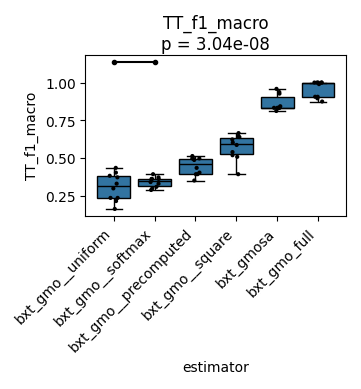 TT_f1_macro
p = 3.04e-08
TT_f1_macro
1.00
0.75
0.50
0.25
bxt_gmo__uniform
bxt_gmo__softmax
bxt_gmo__precomputed
bxt_gmo__square
bxt_gmosa
bxt_gmo_full
estimator